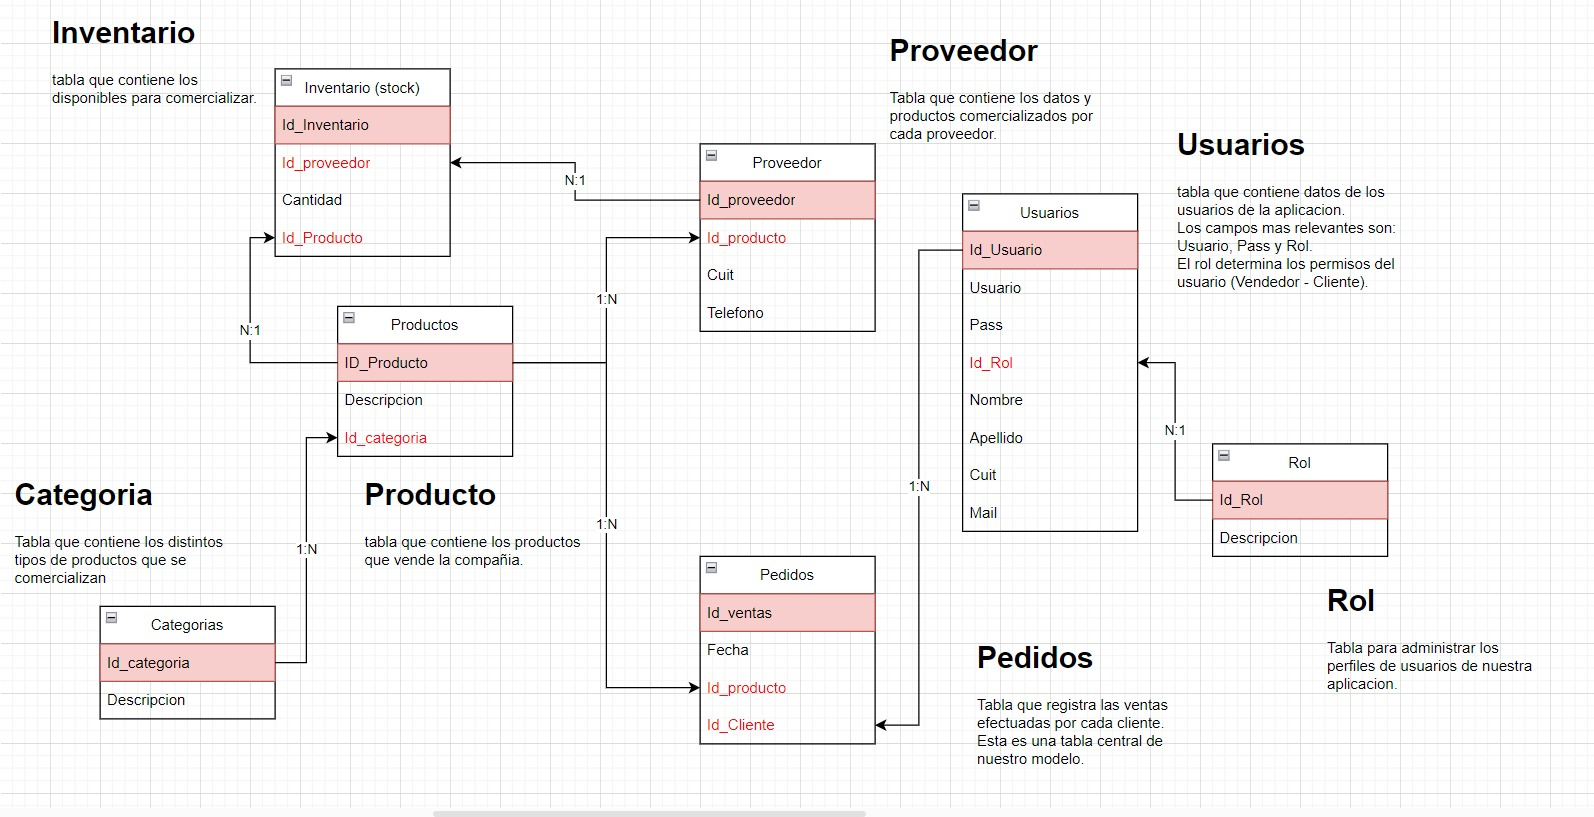 Inventario
tabla que contiene los
disponibles para comercializar.
Inventario (stock)
Id_Inventario
Id_proveedor
Cantidad
Id_Producto
N:1
Proveedor
Tabla que contiene los datos y
productos comercializados por
cada proveedor.
Proveedor
Id_proveedor
Id_producto
Cuit
Telefono
1:N
Usuarios
tabla que contiene datos de los
usuarios de la aplicacion.
Los campos mas relevantes son:
Usuario, Pass y Rol.
El rol determina los permisos del
usuario (Vendedor - Cliente).
Usuarios
Id_Usuario
Usuario
Pass
Id_Rol
Nombre
Apellido
Cuit
Mail
N:1
Productos
ID_Producto
Descripcion
Id_categoria
N:1
Rol
Id_Rol
Descripcion
1:N
Categoria
Tabla que contiene los distintos
tipos de productos que se
comercializan
1:N
Producto
tabla que contiene los productos
que vende la compañia.
1:N
Categorias
Id_categoria
Descripcion
Pedidos
Id_ventas
Fecha
Id_producto
Id_Cliente
Pedidos
Tabla que registra las ventas
efectuadas por cada cliente.
Esta es una tabla central de
nuestro modelo.
Rol
Tabla para administrar los
perfiles de usuarios de nuestra
aplicacion.